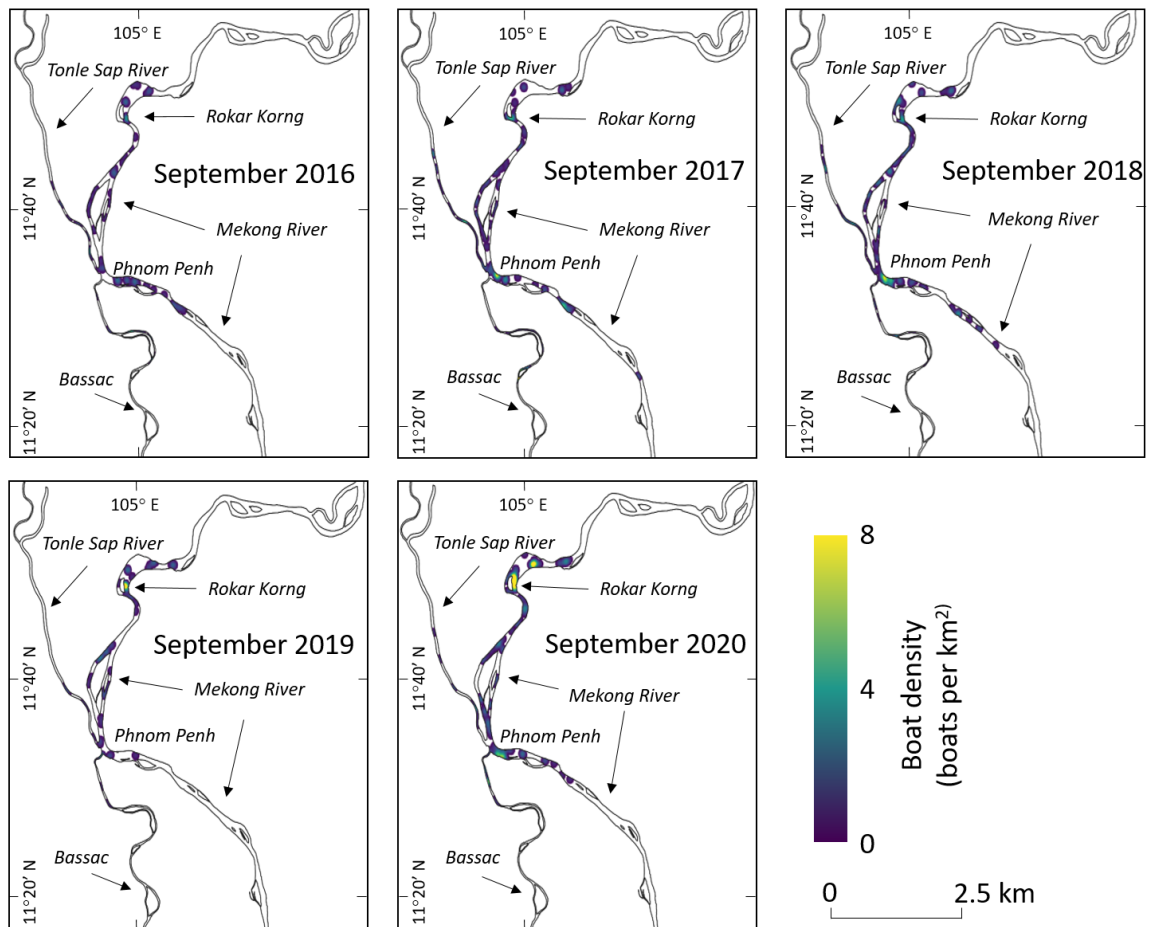 105° E
Tonle Sap River
Rokar Korng
September 2016
11°40′ N
Mekong River
Phnom Penh
Bassac
11°20′ N
105° E
Tonle Sap River
Rokar Korng
September 2017
11°40′ N
Mekong River
Phnom Penh
Bassac
11°20′ N
105° E
Tonle Sap River
Rokar Korng
September 2018
11°40′ N
Mekong River
Phnom Penh
Bassac
11°20′ N
105° E
Tonle Sap River
Rokar Korng
September 2019
11°40′ N
Mekong River
Phnom Penh
Bassac
11°20′ N
105° E
Tonle Sap River
Rokar Korng
September 2020
11°40′ N
Mekong River
Phnom Penh
Bassac
11°20′ N
8
4
0
Boat density
(boats per km²)
0 2.5 km